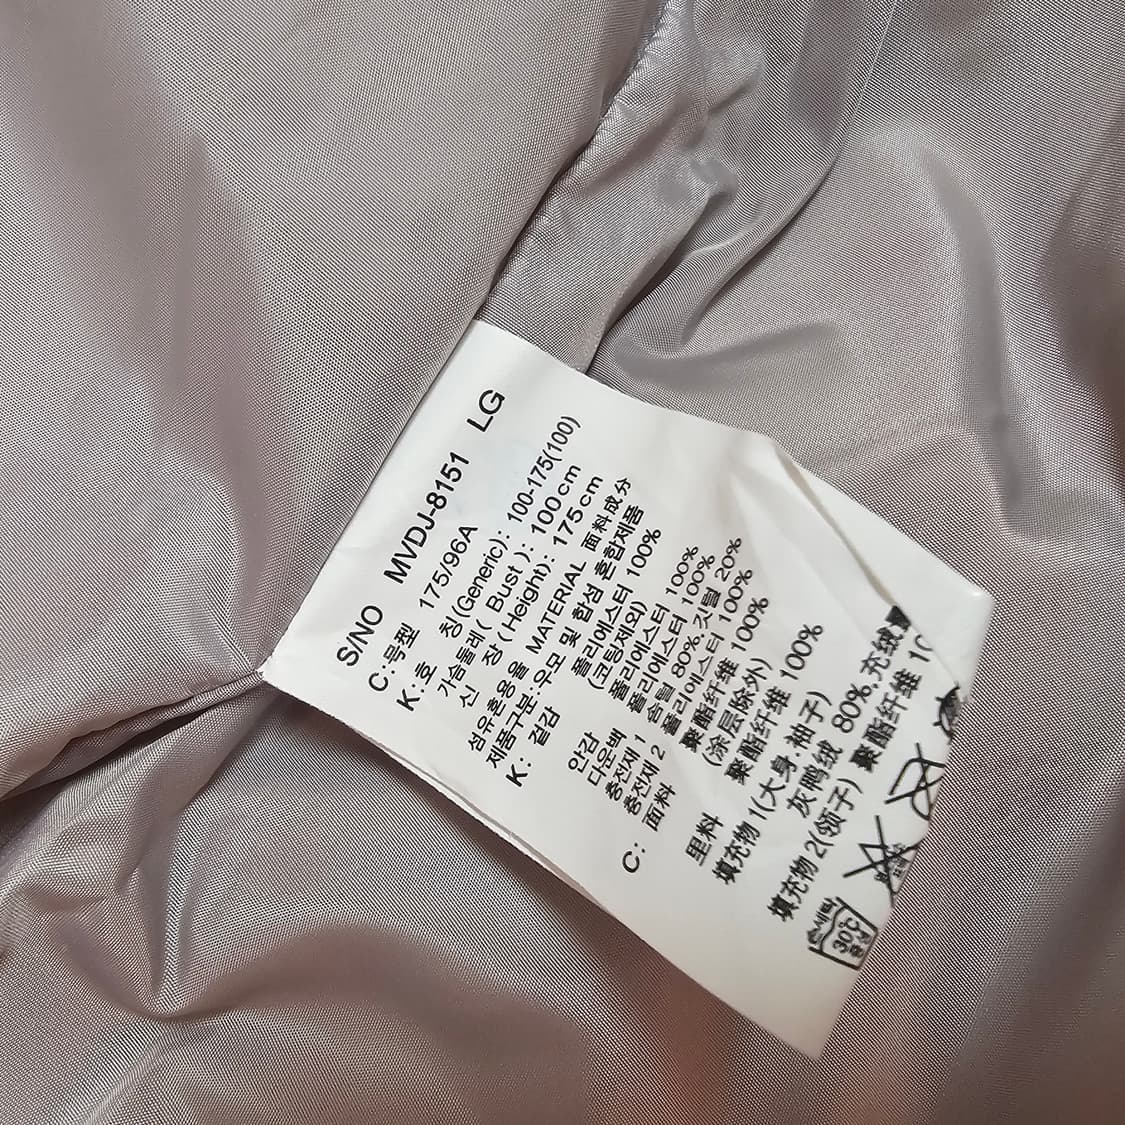 S/NO MVDJ-8151 LG
C:号型 175/96A
K:호 칭(Generic): 100-175(100)
가슴둘레( Bust ): 100cm
신 장(Height): 175cm
섬유혼용율 MATERIAL 面料成分
제품구분:우모 및 합섬 혼합제품
K: 겉감 폴리에스터 100%
(코팅제외)
안감 폴리에스터 100%
다운백 폴리에스터 100%
충전재 1 솜털 80%,깃털 20%
충전재 2 폴리에스터 100%
C: 面料 聚酯纤维 100%
(涂层除外)
里料 聚酯纤维 100%
填充物 1(大身 袖子)
灰鸭绒 80%,充绒量
填充物 2(领子) 聚酯纤维
30℃